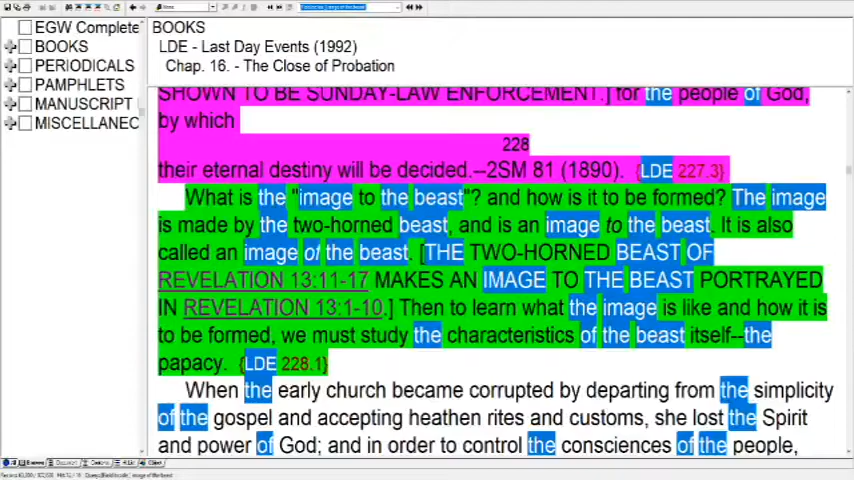 EGW Complete
BOOKS
PERIODICALS
PAMPHLETS
MANUSCRIPT
MISCELLANEC
BOOKS
LDE - Last Day Events (1992)
Chap. 16. - The Close of Probation
SHOWN TO BE SUNDAY-LAW ENFORCEMENT.] for the people of God,
by which
228
their eternal destiny will be decided.--2SM 81 (1890). {LDE 227.3}
What is the "image to the beast"? and how is it to be formed? The image
is made by the two-horned beast, and is an image to the beast. It is also
called an image of the beast. [THE TWO-HORNED BEAST OF
REVELATION 13:11-17 MAKES AN IMAGE TO THE BEAST PORTRAYED
IN REVELATION 13:1-10.] Then to learn what the image is like and how it is
to be formed, we must study the characteristics of the beast itself--the
papacy. {LDE 228.1}
When the early church became corrupted by departing from the simplicity
of the gospel and accepting heathen rites and customs, she lost the Spirit
and power of God; and in order to control the consciences of the people,